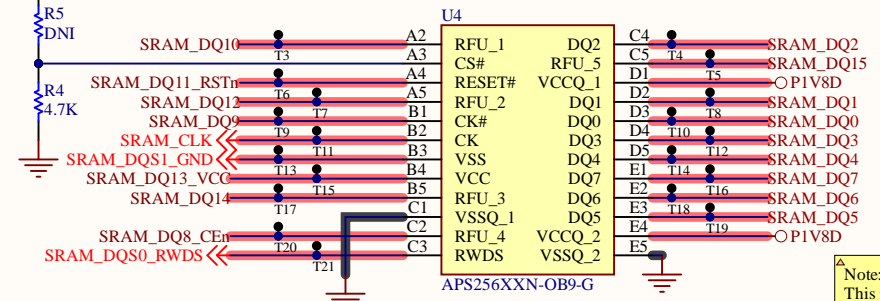 U4
R5
DNI
R4
4.7K
SRAM_DQ10 T3 A2 RFU_1 DQ2 C4 T4 SRAM_DQ2
A3 CS# RFU_5 C5 T5 SRAM_DQ15
SRAM_DQ11_RSTn T6 A4 RESET# VCCQ_1 D1 P1V8D
SRAM_DQ12 T7 A5 RFU_2 DQ1 D2 T8 SRAM_DQ1
SRAM_DQ9 T9 B1 CK# DQ0 D3 T10 SRAM_DQ0
SRAM_CLK T11 B2 CK DQ3 D4 T12 SRAM_DQ3
SRAM_DQS1_GND T13 B3 VSS DQ4 D5 T14 SRAM_DQ4
SRAM_DQ13_VCC T15 B4 VCC DQ7 E1 T16 SRAM_DQ7
SRAM_DQ14 T17 B5 RFU_3 DQ6 E2 T18 SRAM_DQ6
C1 VSSQ_1 DQ5 E3 T19 SRAM_DQ5
SRAM_DQ8_CEn T20 C2 RFU_4 VCCQ_2 E4 P1V8D
SRAM_DQS0_RWDS T21 C3 RWDS VSSQ_2 E5
APS256XXN-OB9-G
Note:
This